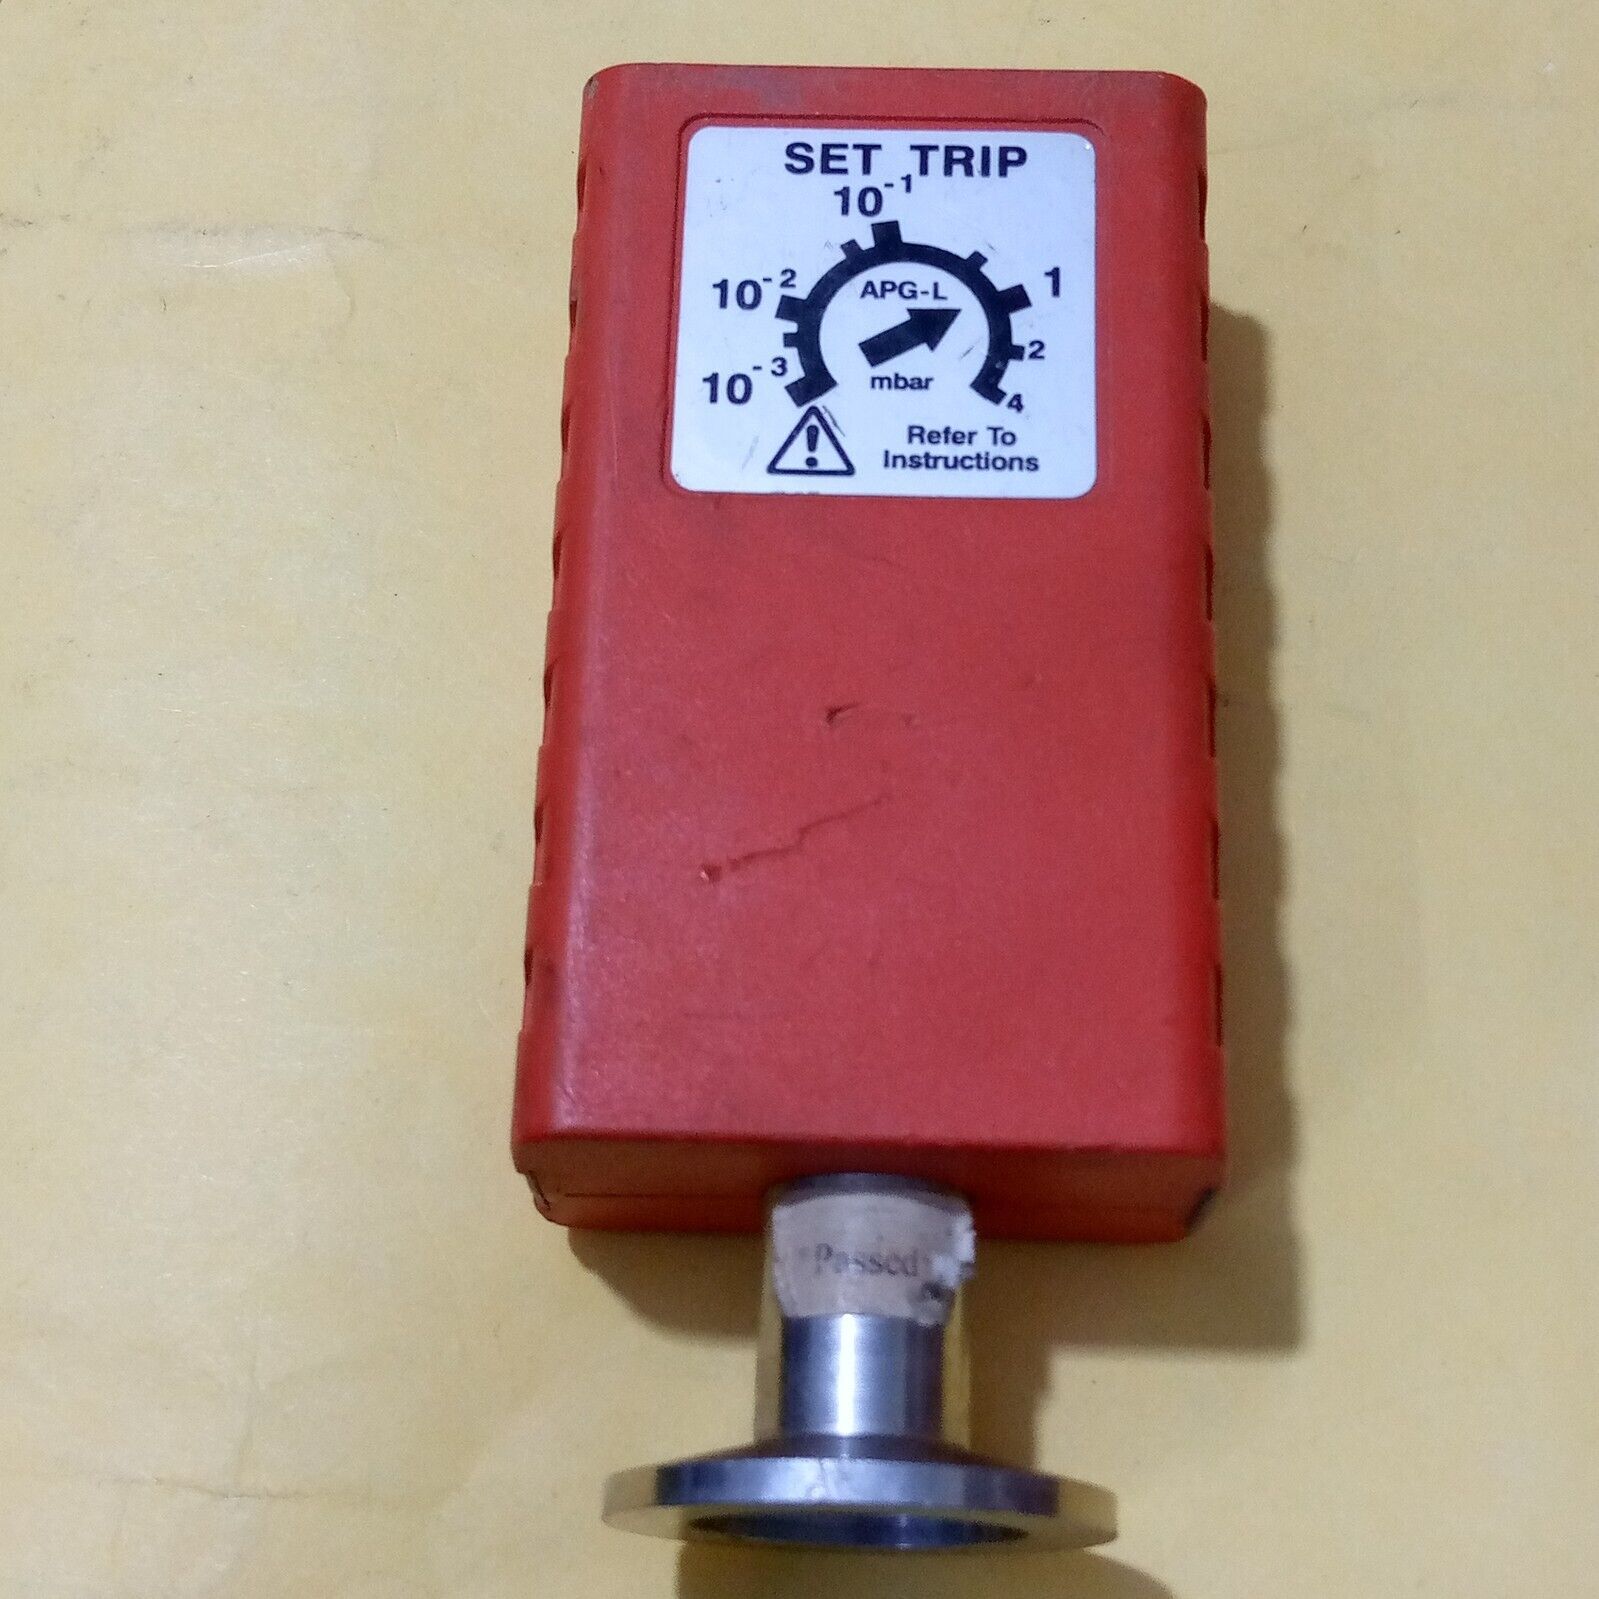 SET TRIP
10⁻¹
10⁻² APG-L 1
2
10⁻³ mbar 4
Refer To
Instructions
Passed